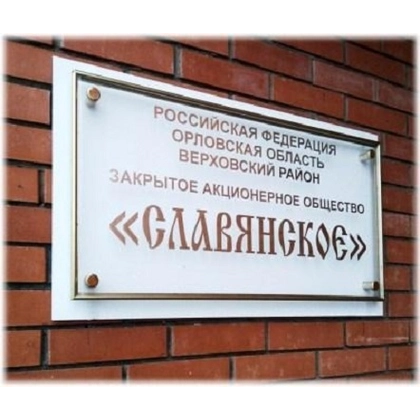 РОССИЙСКАЯ ФЕДЕРАЦИЯ
ОРЛОВСКАЯ ОБЛАСТЬ
ВЕРХОВСКИЙ РАЙОН
ЗАКРЫТОЕ АКЦИОНЕРНОЕ ОБЩЕСТВО
«СЛАВЯНСКОЕ»